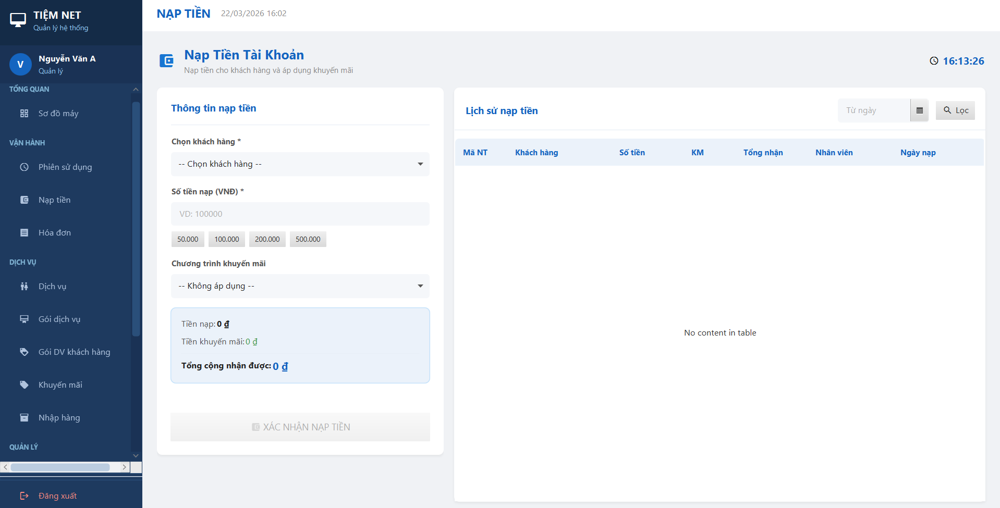 TIỆM NET
Quản lý hệ thống
V
Nguyễn Văn A
Quản lý
TỔNG QUAN
Sơ đồ máy
VẬN HÀNH
Phiên sử dụng
Nạp tiền
Hóa đơn
DỊCH VỤ
Dịch vụ
Gói dịch vụ
Gói DV khách hàng
Khuyến mãi
Nhập hàng
QUẢN LÝ
Đăng xuất
NẠP TIỀN 22/03/2026 16:02
Nạp Tiền Tài Khoản
Nạp tiền cho khách hàng và áp dụng khuyến mãi
16:13:26
Thông tin nạp tiền
Chọn khách hàng *
-- Chọn khách hàng --
Số tiền nạp (VNĐ) *
VD: 100000
50.000 100.000 200.000 500.000
Chương trình khuyến mãi
-- Không áp dụng --
Tiền nạp: 0 ₫
Tiền khuyến mãi: 0 ₫
Tổng cộng nhận được: 0 ₫
XÁC NHẬN NẠP TIỀN
Lịch sử nạp tiền
Từ ngày
Lọc
Mã NT Khách hàng Số tiền KM Tổng nhận Nhân viên Ngày nạp
No content in table